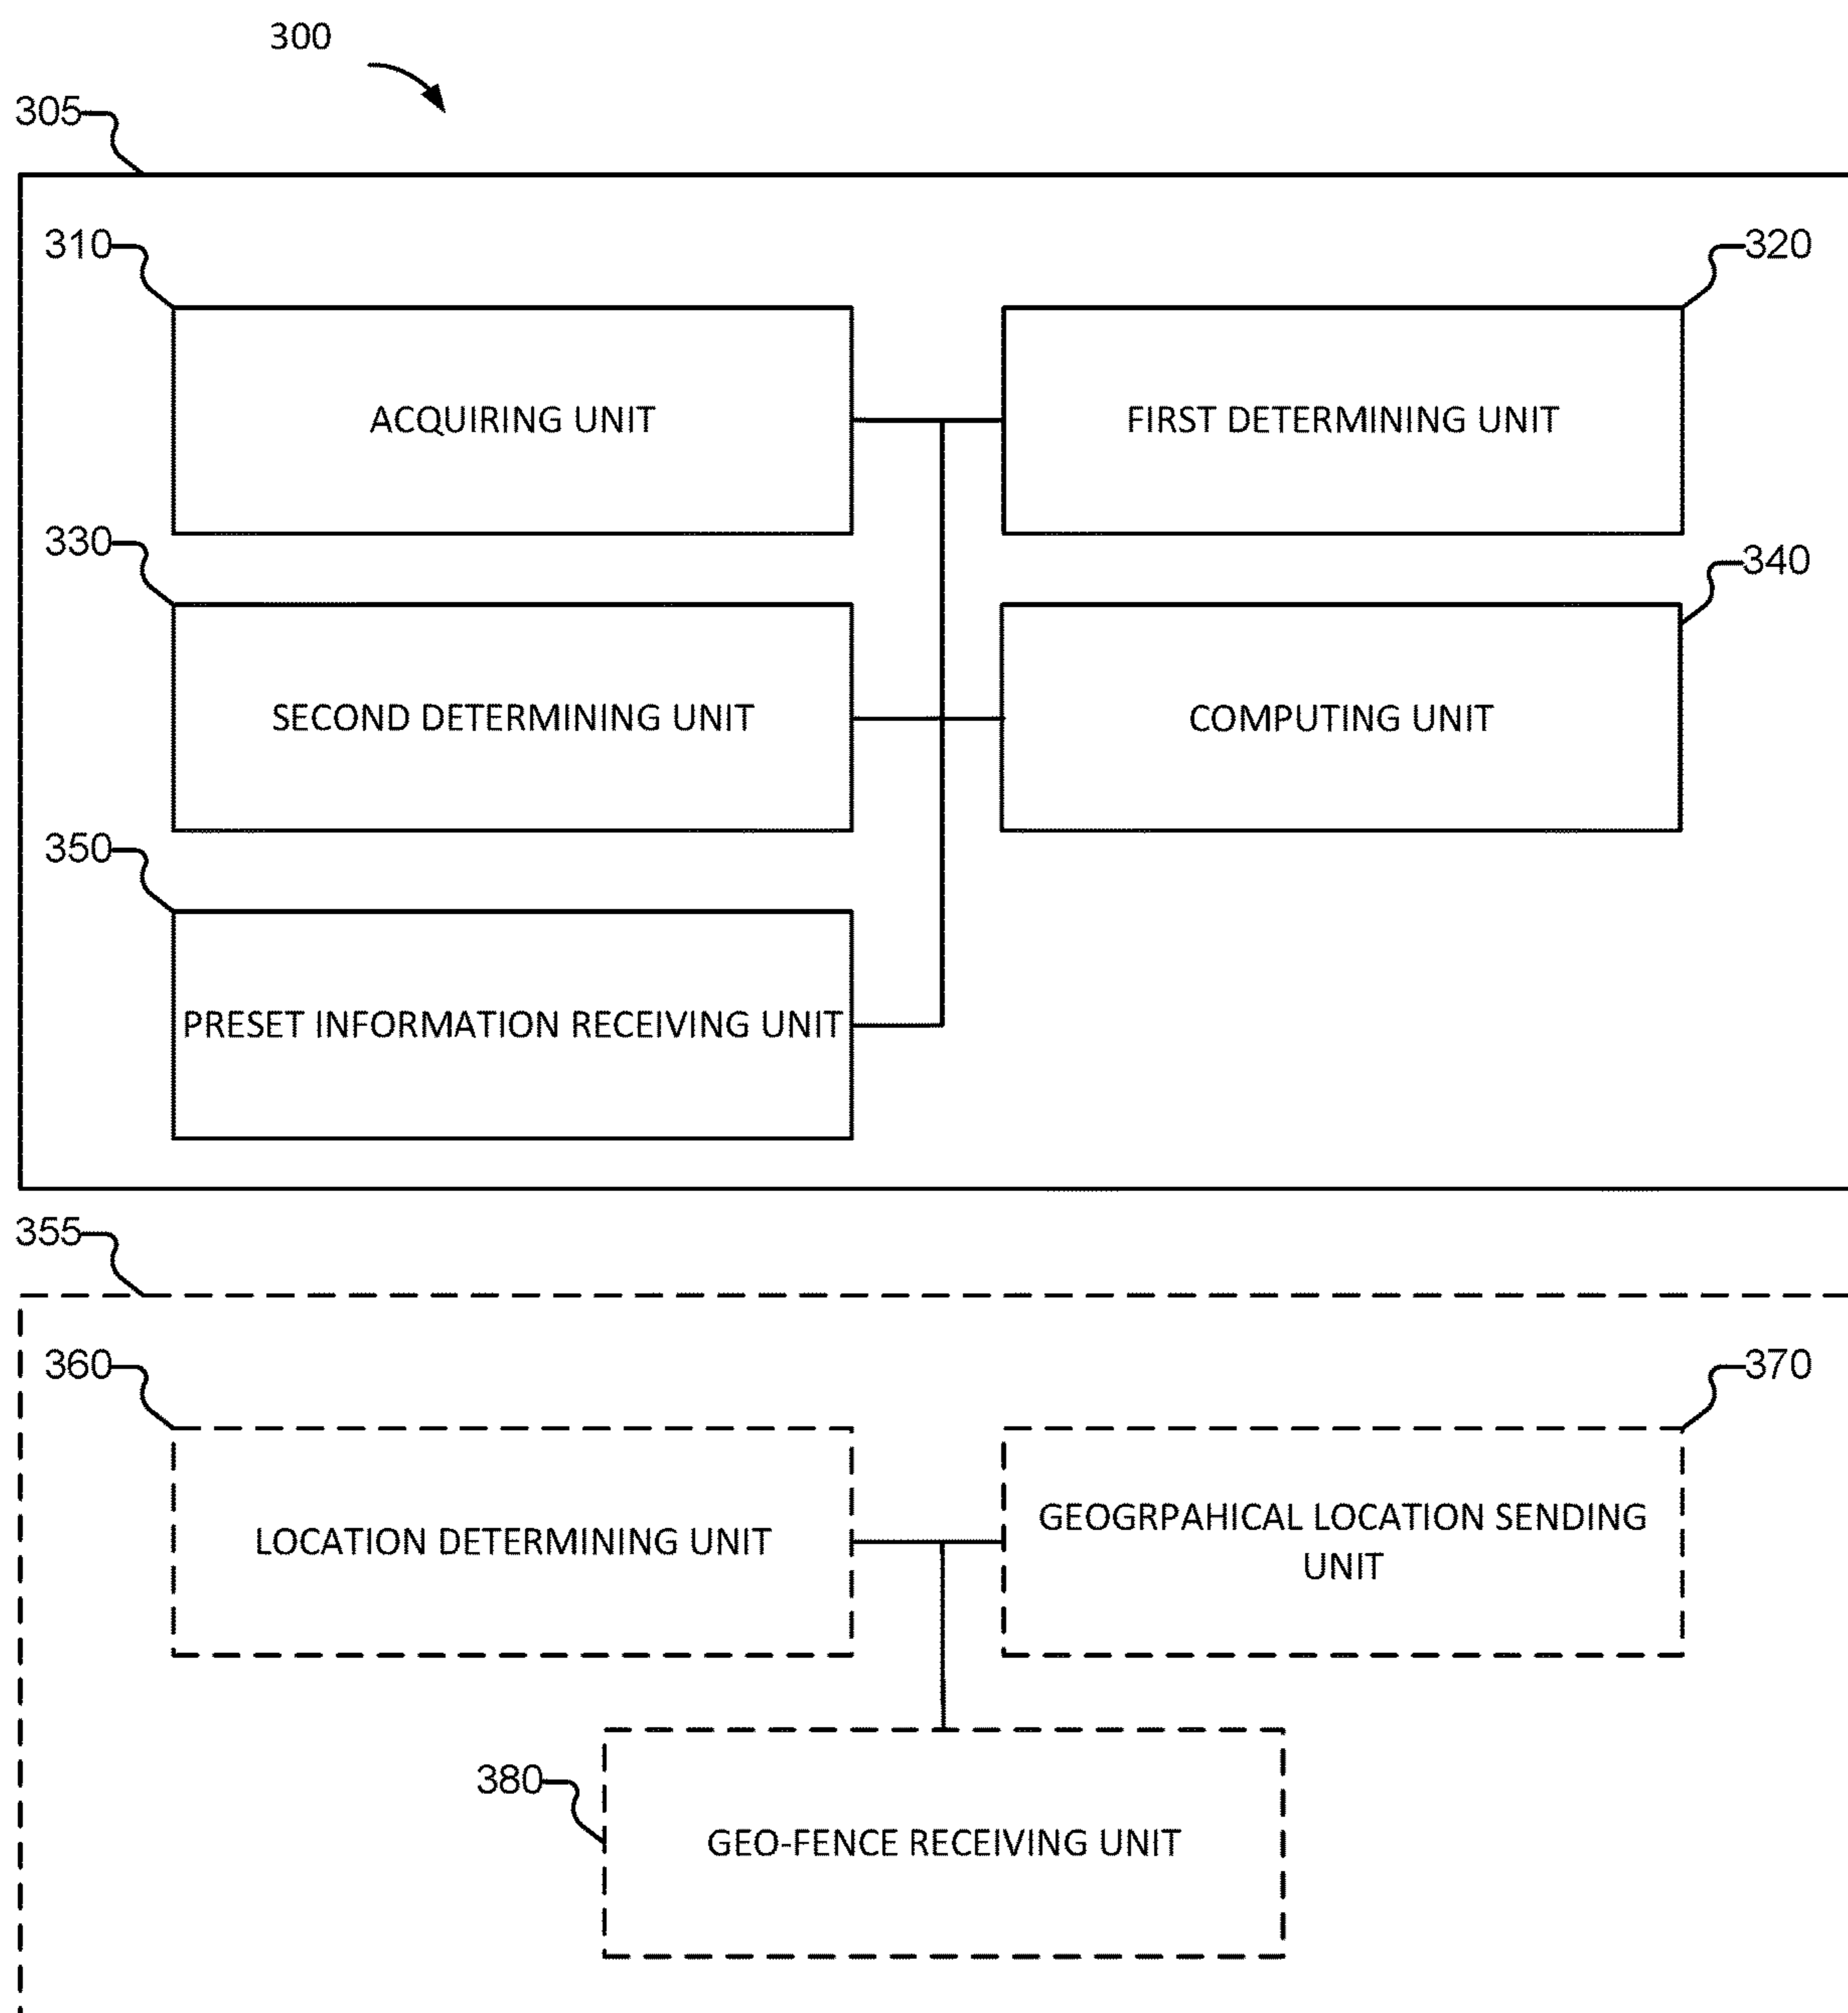 300
305
310
320
ACQUIRING UNIT
FIRST DETERMINING UNIT
330
340
SECOND DETERMINING UNIT
COMPUTING UNIT
350
PRESET INFORMATION RECEIVING UNIT
355
360
370
LOCATION DETERMINING UNIT
GEOGRPAHICAL LOCATION SENDING
UNIT
380
GEO-FENCE RECEIVING UNIT